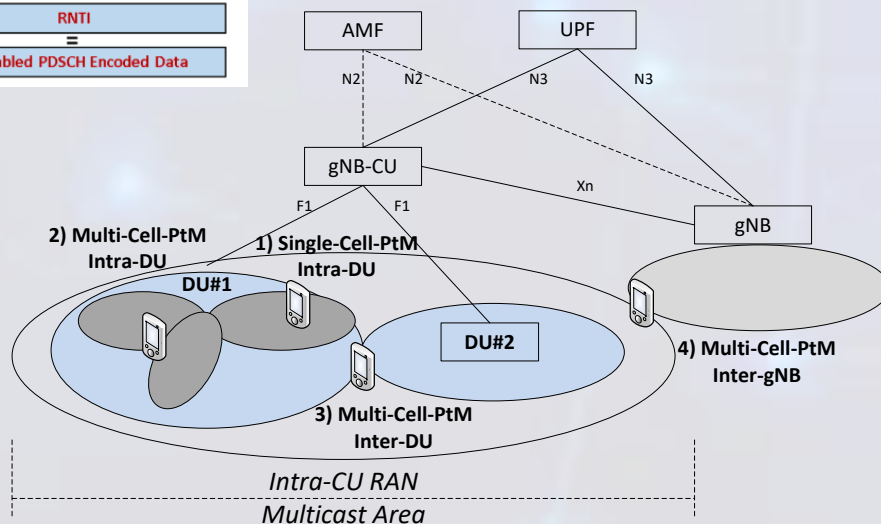 RNTI
=
PDSCH Encoded Data
AMF
UPF
N2
N2
N3
N3
gNB-CU
Xn
F1
F1
gNB
2) Multi-Cell-PtM
Intra-DU
1) Single-Cell-PtM
Intra-DU
DU#1
DU#2
4) Multi-Cell-PtM
Inter-gNB
3) Multi-Cell-PtM
Inter-DU
Intra-CU RAN
Multicast Area